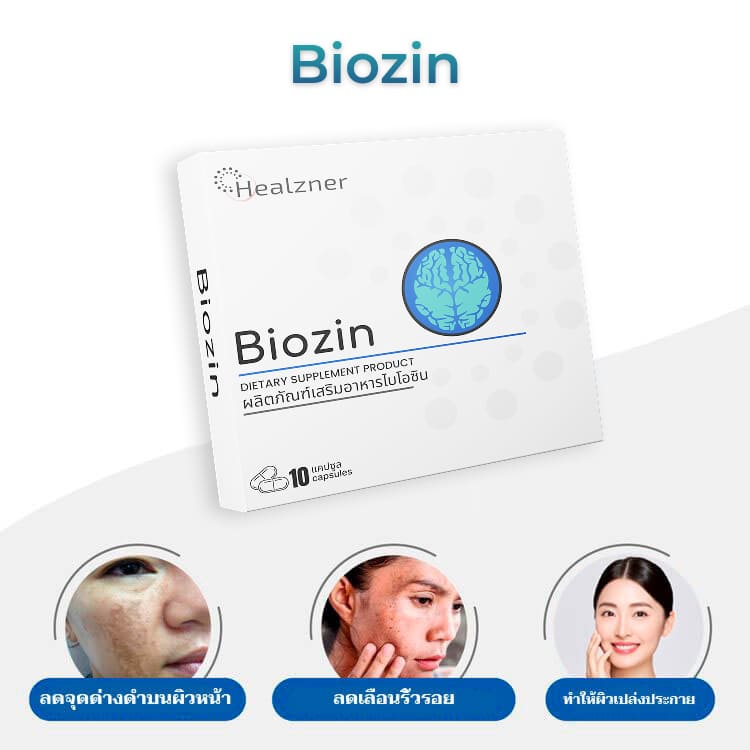 Biozin
Healzner
Biozin
Biozin
DIETARY SUPPLEMENT PRODUCT
ผลิตภัณฑ์เสริมอาหารไบโอซิน
10 แคปซูล
capsules
ลดจุดด่างดำบนผิวหน้า
ลดเลือนริ้วรอย
ทำให้ผิวเปล่งประกาย